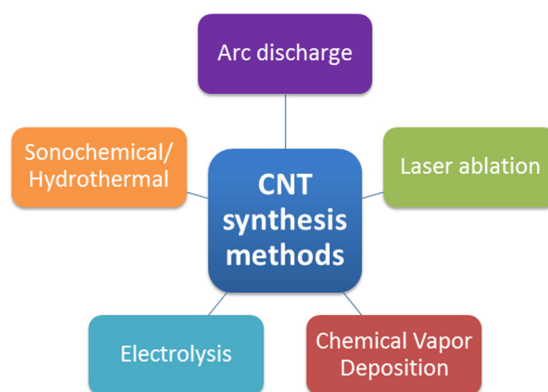 Arc discharge
Sonochemical/
Hydrothermal
Laser ablation
CNT
synthesis
methods
Electrolysis
Chemical Vapor
Deposition